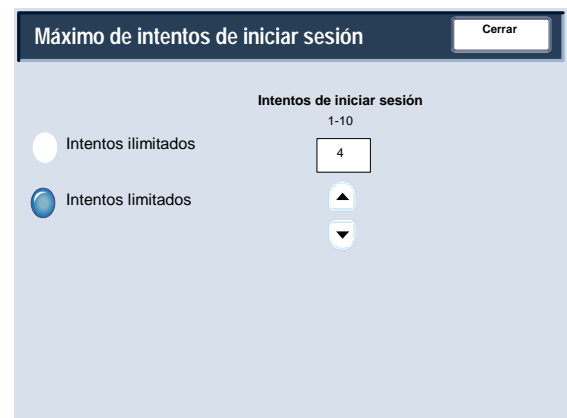 Máximo de intentos de iniciar sesión
Cerrar
Intentos de iniciar sesión
1-10
Intentos ilimitados
4
Intentos limitados